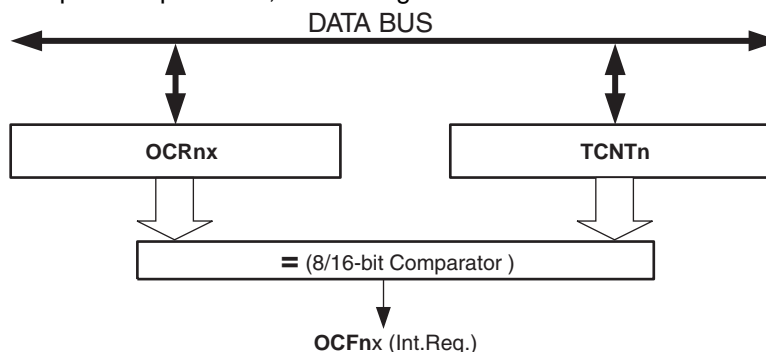 DATA BUS
OCRnx
TCNTn
= (8/16-bit Comparator )
OCFnx (Int.Req.)